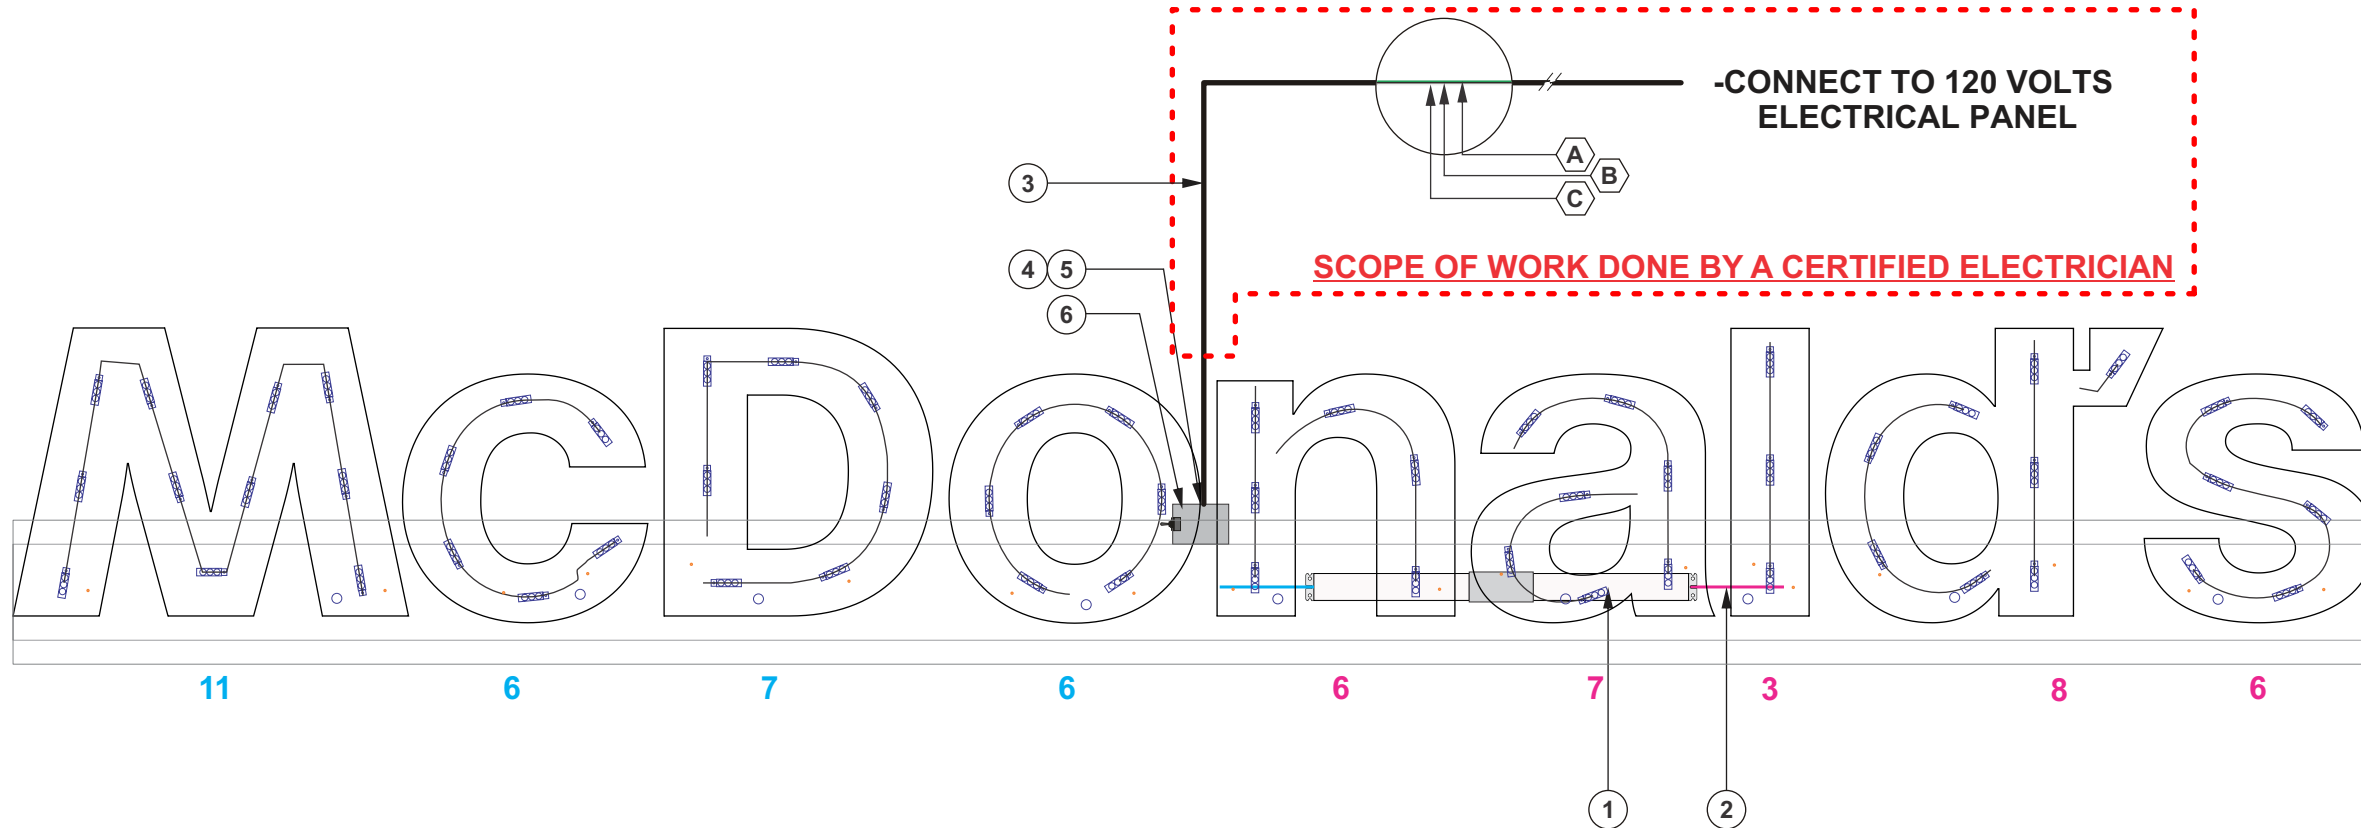 -CONNECT TO 120 VOLTS
ELECTRICAL PANEL
A
B
C
3
4 5
6
SCOPE OF WORK DONE BY A CERTIFIED ELECTRICIAN
McDonald's
11 6 7 6 6 7 3 8 6
1 2